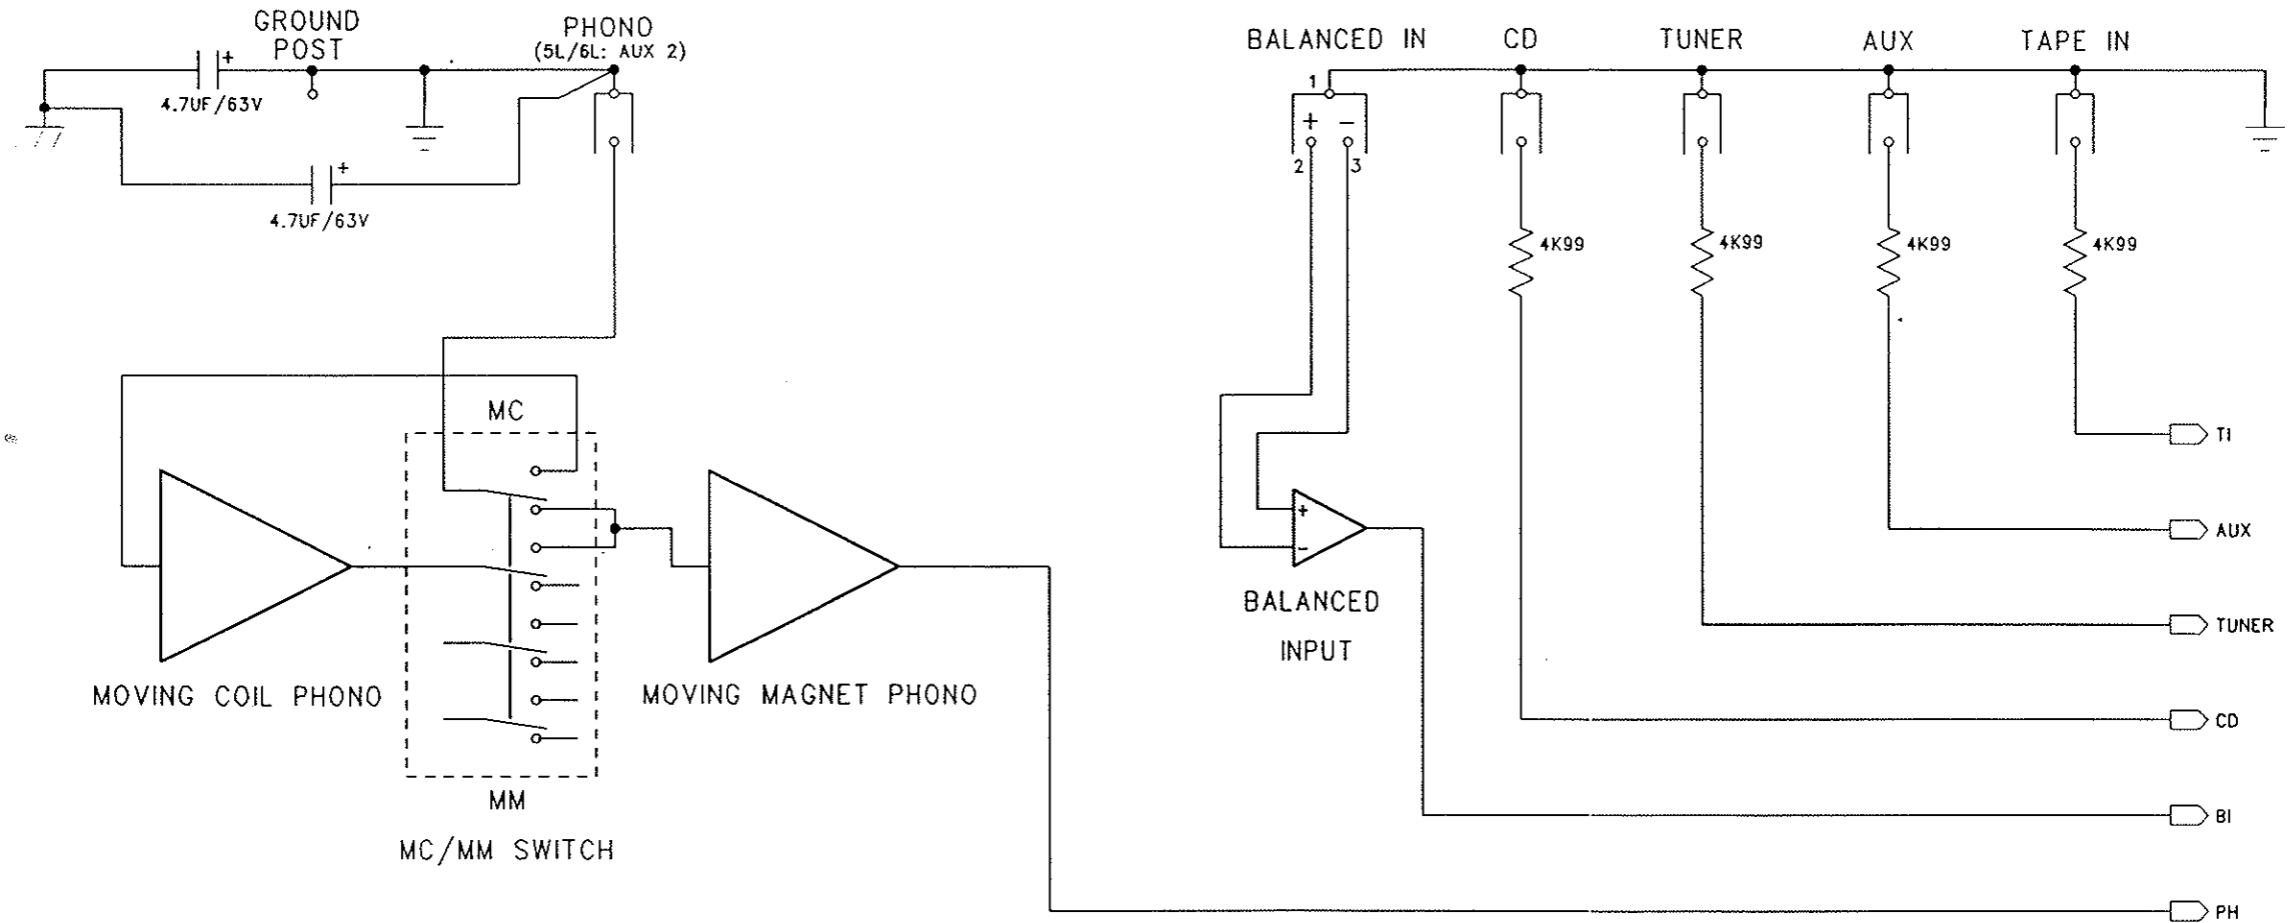 GROUND
POST
PHONO
(5L/6L: AUX 2)
BALANCED IN
CD
TUNER
AUX
TAPE IN
+
4.7UF/63V
+
4.7UF/63V
1
+ −
2 3
4K99
4K99
4K99
4K99
MC
T1
+
−
AUX
BALANCED
INPUT
TUNER
MOVING COIL PHONO
MOVING MAGNET PHONO
CD
MM
MC/MM SWITCH
BI
PH